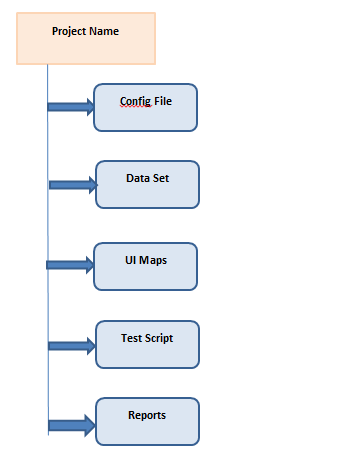 Project Name
Config File
Data Set
UI Maps
Test Script
Reports